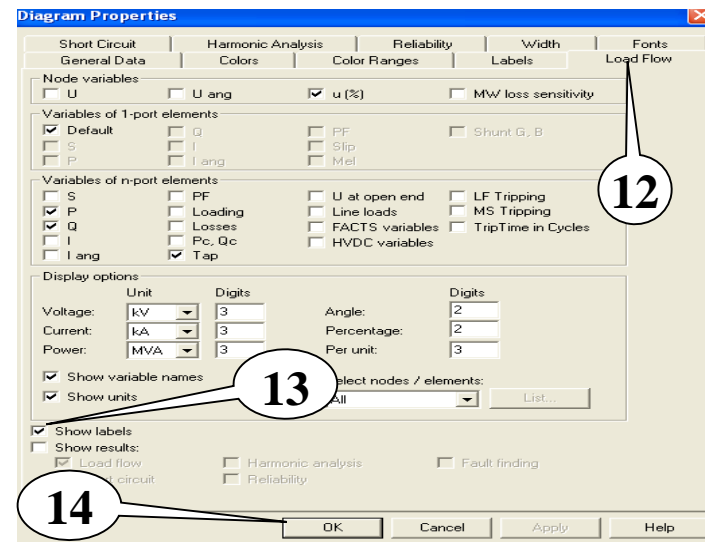 Diagram Properties
Short Circuit Harmonic Analysis Reliability Width Fonts
General Data Colors Color Ranges Labels Load Flow
Node variables
U U ang u (%) MW loss sensitivity
Variables of 1-port elements
Default Q PF Shunt G, B
S I Slip
P I ang Mel
Variables of n-port elements
S PF U at open end LF Tripping
P Loading Line loads MS Tripping
Q Losses FACTS variables TripTime in Cycles
I Pc, Qc HVDC variables
I ang Tap
12
Display options
Unit Digits Digits
Voltage: kV 3 Angle: 2
Current: kA 3 Percentage: 2
Power: MVA 3 Per unit: 3
Show variable names elect nodes / elements:
Show units All List...
13
Show labels
Show results:
Load flow Harmonic analysis Fault finding
circuit Reliability
14
OK Cancel Apply Help